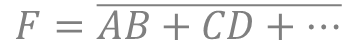 $F = \overline{AB + CD + \cdots}$